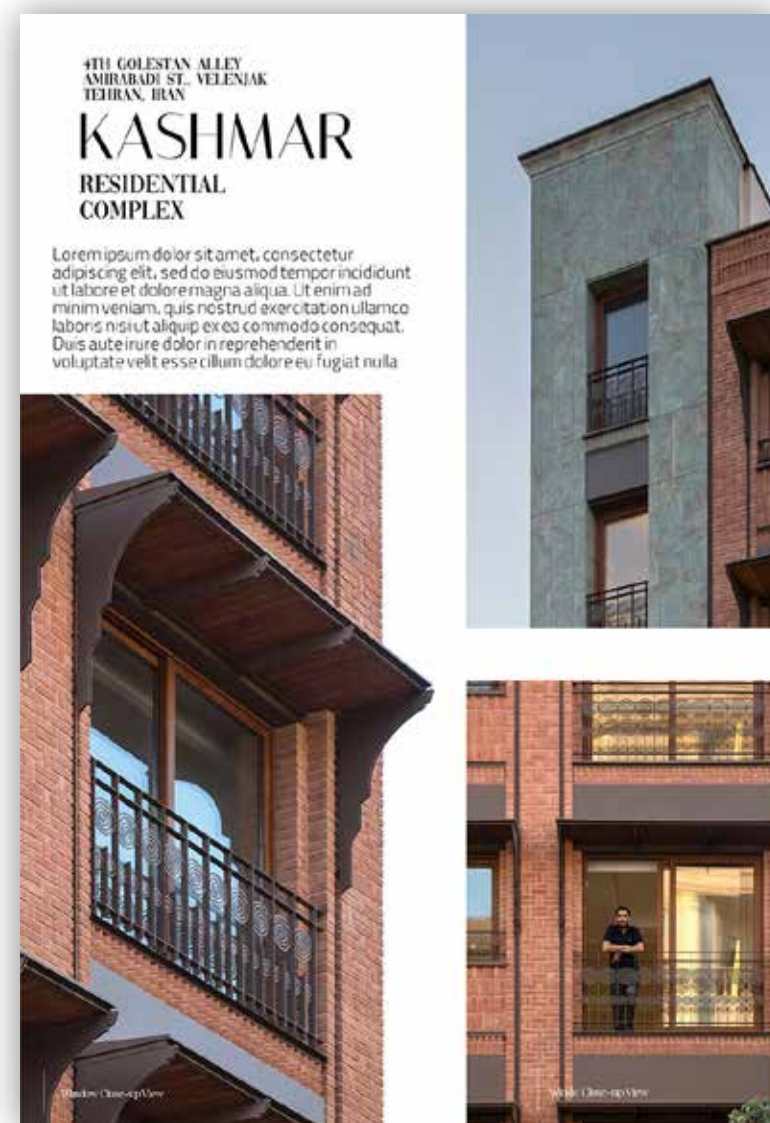 4TH GOLESTAN ALLEY
AMIRABADI ST., VELENJAK
TEHRAN, IRAN
KASHMAR
RESIDENTIAL
COMPLEX
Lorem ipsum dolor sit amet, consectetur
adipiscing elit, sed do eiusmod tempor incididunt
ut labore et dolore magna aliqua. Ut enim ad
minim veniam, quis nostrud exercitation ullamco
laboris nisi ut aliquip ex ea commodo consequat.
Duis aute irure dolor in reprehenderit in
voluptate velit esse cillum dolore eu fugiat nulla
Window Close-up View
Close-up View